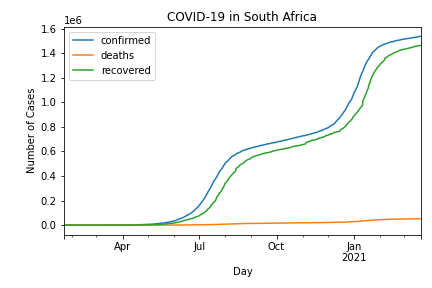 COVID-19 in South Africa
1e6
1.6
1.4
1.2
1.0
0.8
0.6
0.4
0.2
0.0
Number of Cases
confirmed
deaths
recovered
Apr
Jul
Oct
Jan
2021
Day